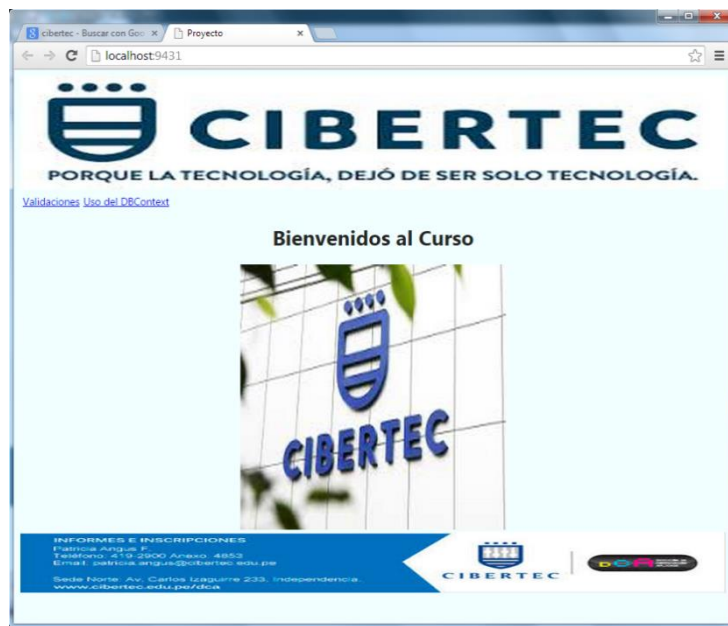 cibertec - Buscar con Goo
Proyecto
localhost:9431
CIBERTEC
PORQUE LA TECNOLOGÍA, DEJÓ DE SER SOLO TECNOLOGÍA.
Validaciones Uso del DBContext
Bienvenidos al Curso
CIBERTEC
INFORMES E INSCRIPCIONES
Patricia Angus F.
Teléfono: 419-2900 Anexo: 4853
Email: patricia.angus@cibertec.edu.pe
Sede Norte: Av. Carlos Izaguirre 233, Independencia.
www.cibertec.edu.pe/dca
CIBERTEC